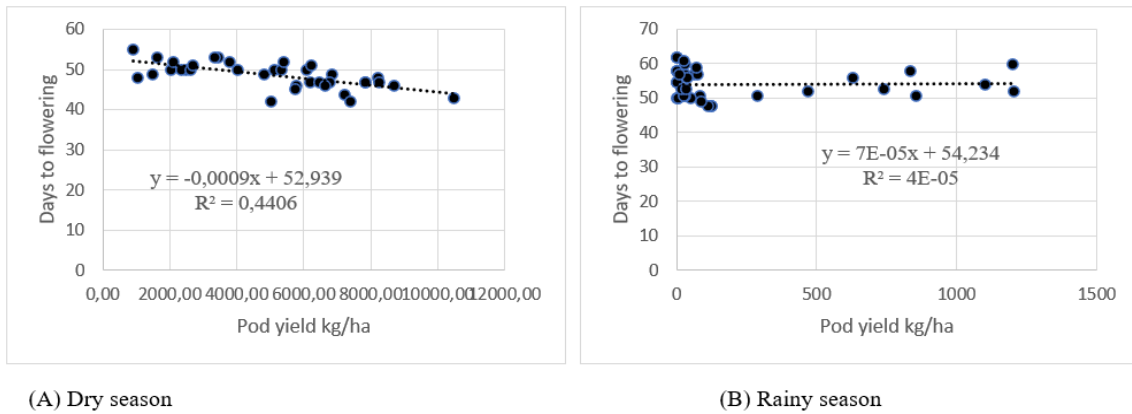 60
50
40
30
20
10
0
Days to flowering
y = -0,0009x + 52,939
R² = 0,4406
0,00 2000,00 4000,00 6000,00 8000,00 10000,00 12000,00
Pod yield kg/ha
70
60
50
40
30
20
10
0
Days to flowering
y = 7E-05x + 54,234
R² = 4E-05
0 500 1000 1500
Pod yield kg/ha
(A) Dry season
(B) Rainy season